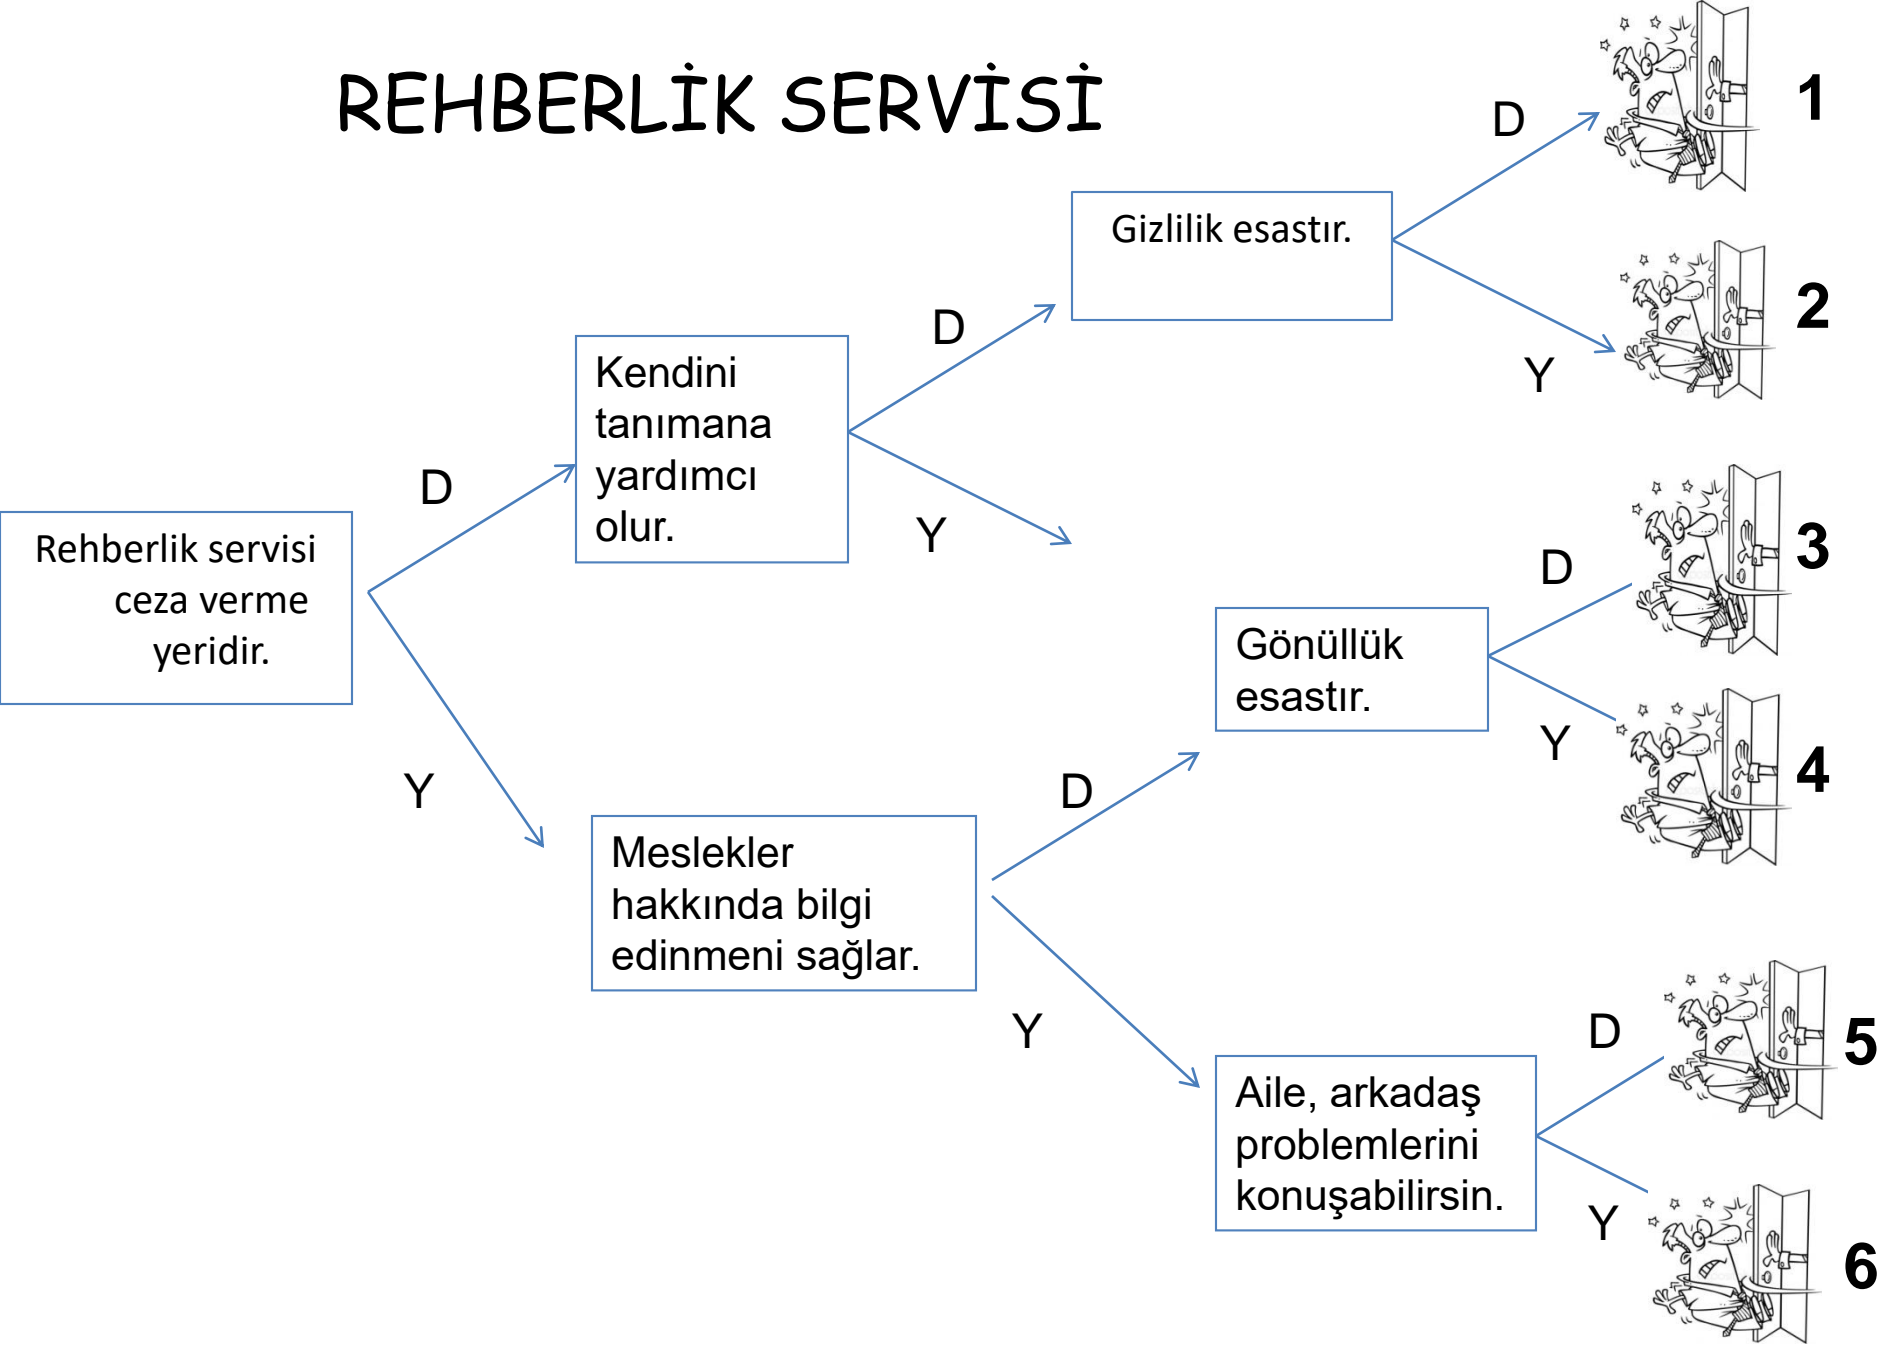 REHBERLİK SERVİSİ
D
1
Gizlilik esastır.
Y
2
D
Kendini
tanımana
yardımcı
olur.
Y
D
Rehberlik servisi
ceza verme
yeridir.
Y
D
3
Gönüllük
esastır.
Y
4
D
Meslekler
hakkında bilgi
edinmeni sağlar.
Y
D
5
Aile, arkadaş
problemlerini
konuşabilirsin.
Y
6